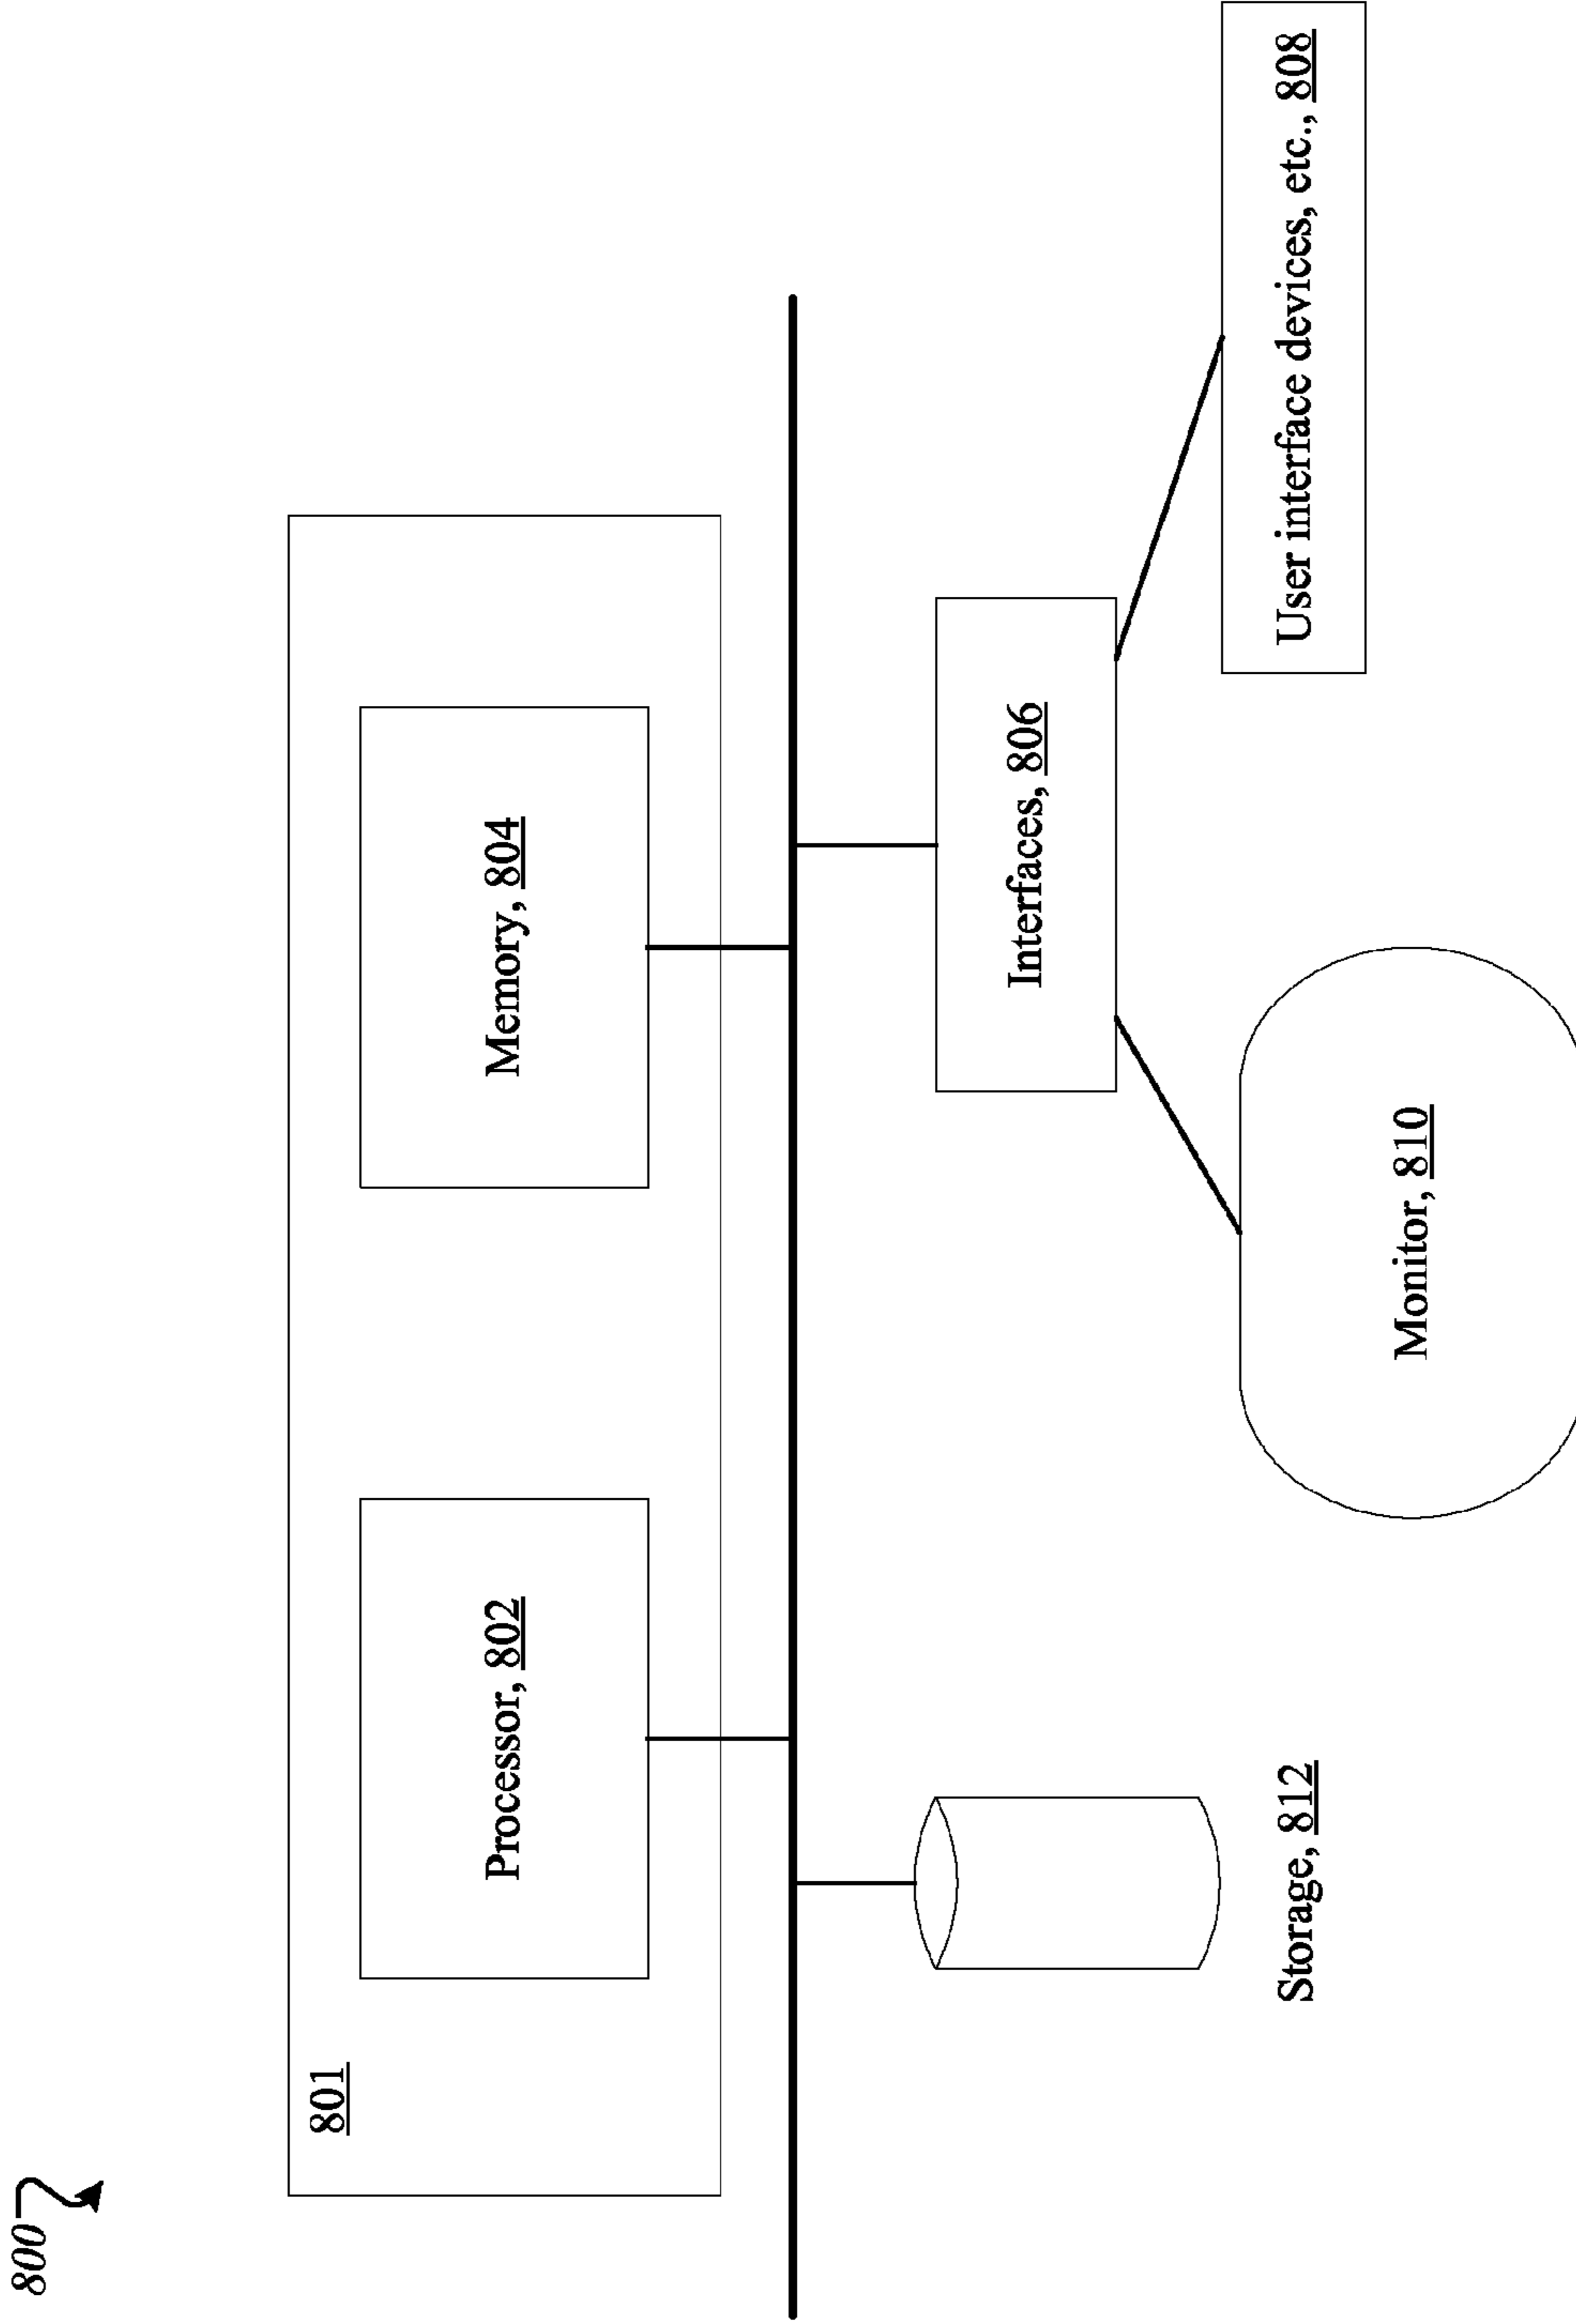 800
801
Processor, 802
Memory, 804
Storage, 812
Interfaces, 806
Monitor, 810
User interface devices, etc., 808